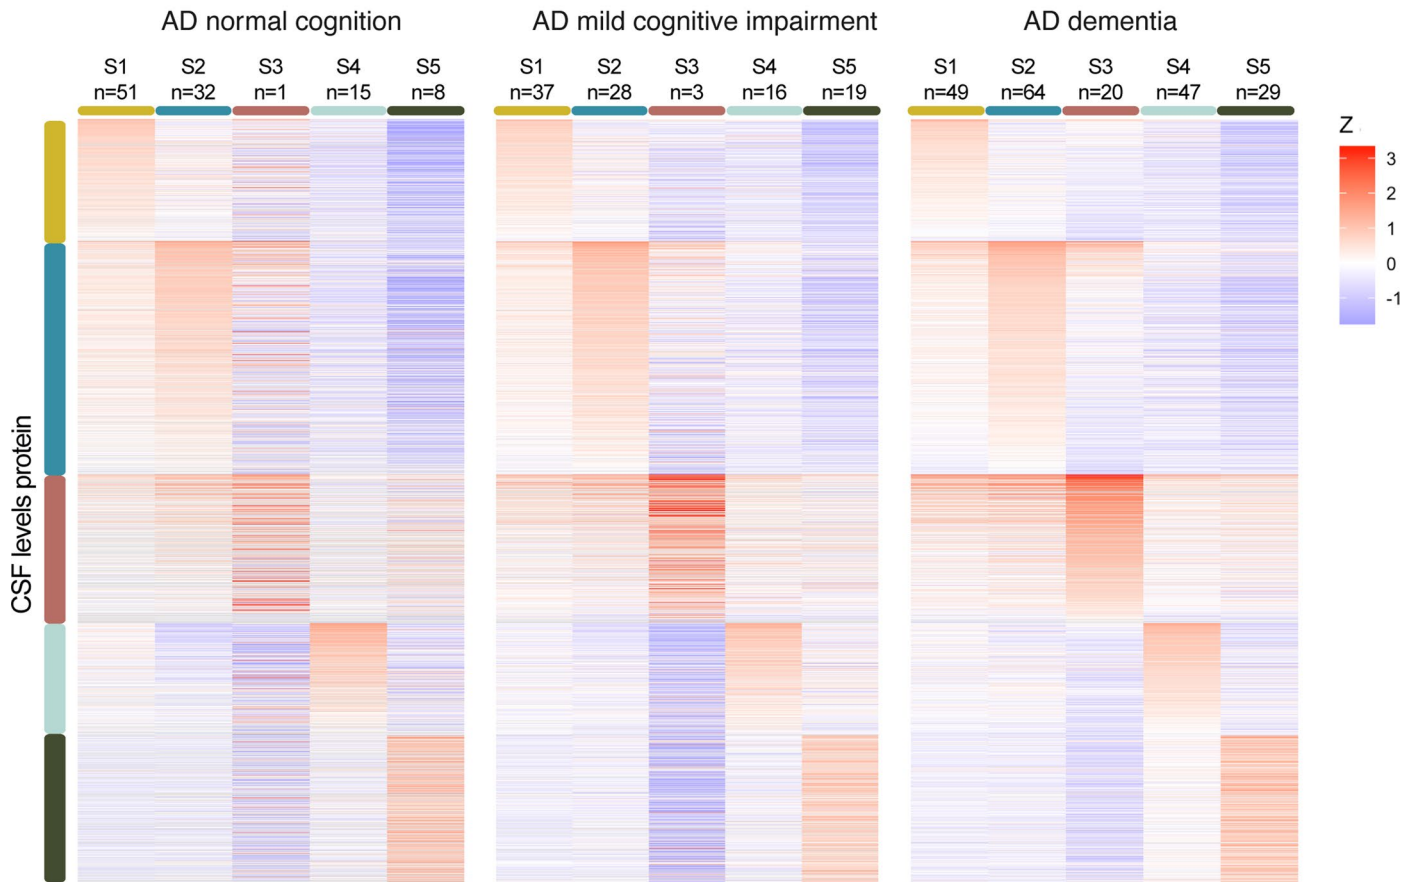 AD normal cognition
AD mild cognitive impairment
AD dementia
S1 S2 S3 S4 S5
n=51 n=32 n=1 n=15 n=8
S1 S2 S3 S4 S5
n=37 n=28 n=3 n=16 n=19
S1 S2 S3 S4 S5
n=49 n=64 n=20 n=47 n=29
CSF levels protein
Z
3
2
1
0
-1